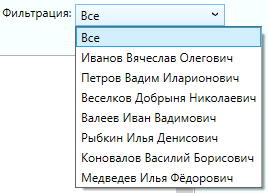 Фильтрация: Все
Все
Иванов Вячеслав Олегович
Петров Вадим Иларионович
Веселков Добрыня Николаевич
Валеев Иван Вадимович
Рыбкин Илья Денисович
Коновалов Василий Борисович
Медведев Илья Фёдорович